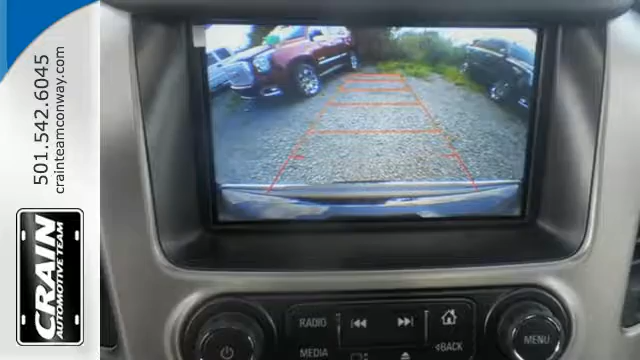 501.542.6045
crainteamconway.com
CRAIN
AUTOMOTIVE TEAM
RADIO
MEDIA
BACK
MENU